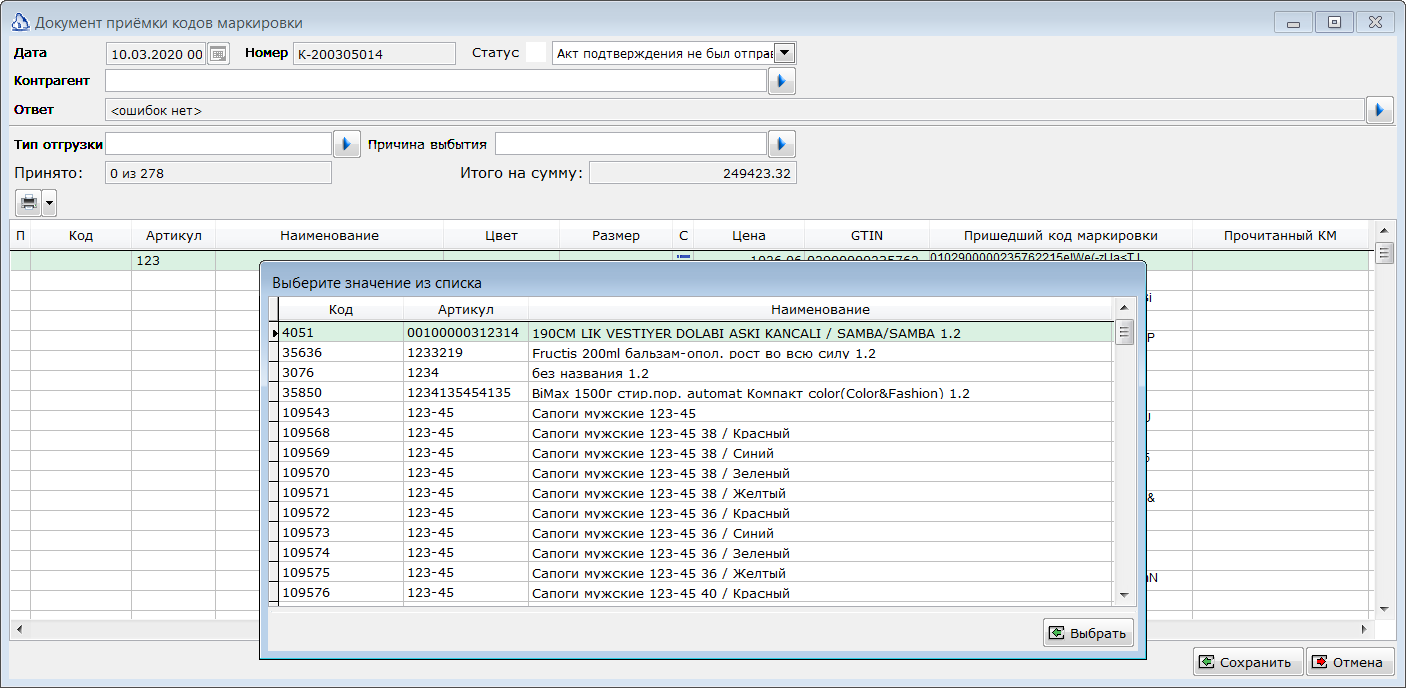 Документ приёмки кодов маркировки
Дата 10.03.2020 00 Номер К-200305014 Статус Акт подтверждения не был отпра
Контрагент
Ответ <ошибок нет>
Тип отгрузки Причина выбытия
Принято: 0 из 278 Итого на сумму: 249423.32
П Код Артикул Наименование Цвет Размер С Цена GTIN Пришедший код маркировки Прочитанный КМ
123
Выберите значение из списка
Код Артикул Наименование
4051 00100000312314 190CM LIK VESTIYER DOLABI ASKI KANCALI / SAMBA/SAMBA 1.2
35636 1233219 Fructis 200ml бальзам-опол. рост во всю силу 1.2
3076 1234 без названия 1.2
35850 1234135454135 BiMax 1500г стир.пор. automat Компакт color(Color&Fashion) 1.2
109543 123-45 Сапоги мужские 123-45
109568 123-45 Сапоги мужские 123-45 38 / Красный
109569 123-45 Сапоги мужские 123-45 38 / Синий
109570 123-45 Сапоги мужские 123-45 38 / Зеленый
109571 123-45 Сапоги мужские 123-45 38 / Желтый
109572 123-45 Сапоги мужские 123-45 36 / Красный
109573 123-45 Сапоги мужские 123-45 36 / Синий
109574 123-45 Сапоги мужские 123-45 36 / Зеленый
109575 123-45 Сапоги мужские 123-45 36 / Желтый
109576 123-45 Сапоги мужские 123-45 40 / Красный
Выбрать
Сохранить Отмена